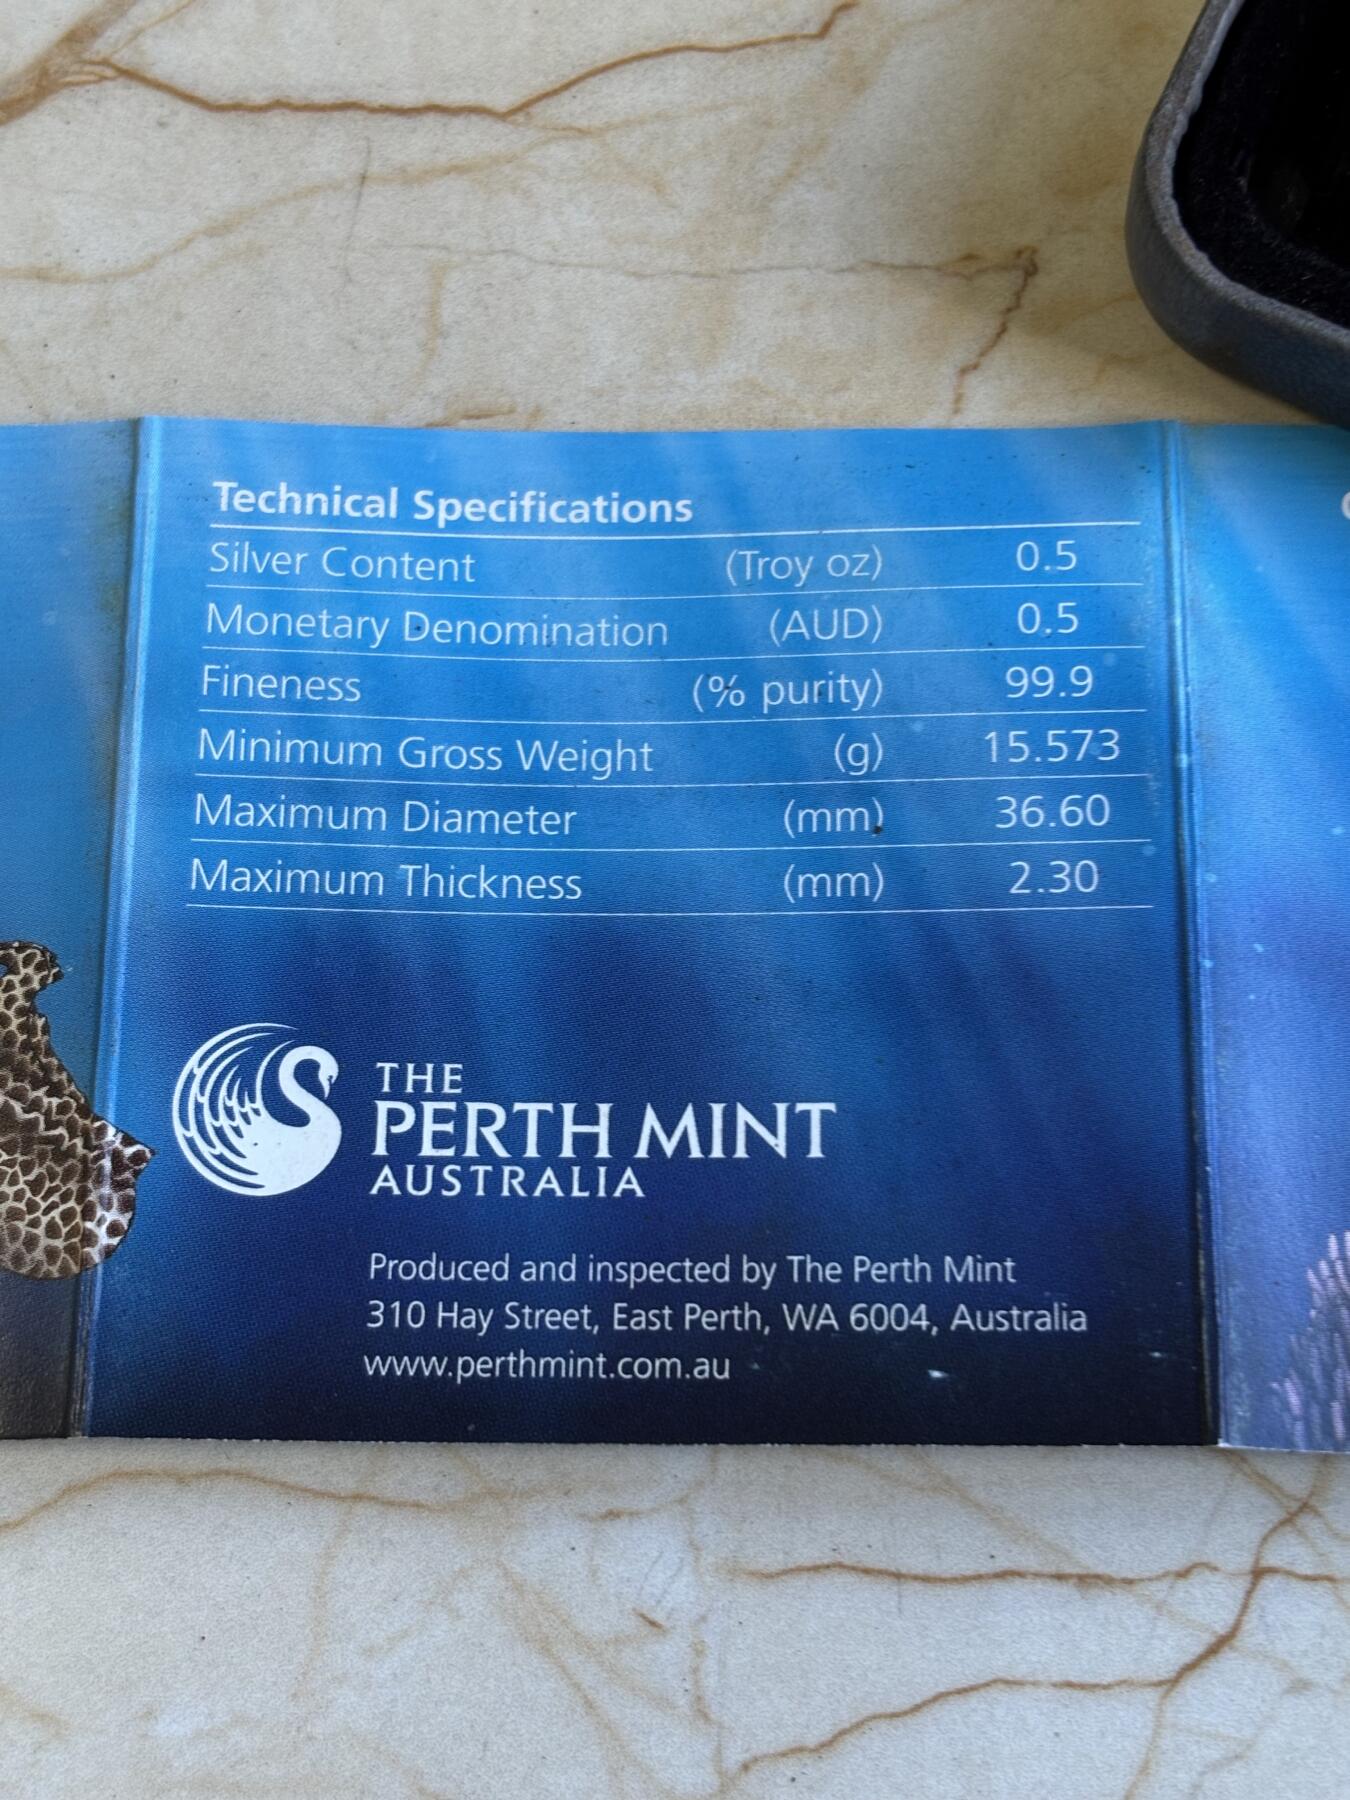 Technical Specifications
Silver Content (Troy oz) 0.5
Monetary Denomination (AUD) 0.5
Fineness (% purity) 99.9
Minimum Gross Weight (g) 15.573
Maximum Diameter (mm) 36.60
Maximum Thickness (mm) 2.30
THE
PERTH MINT
AUSTRALIA
Produced and inspected by The Perth Mint
310 Hay Street, East Perth, WA 6004, Australia
www.perthmint.com.au